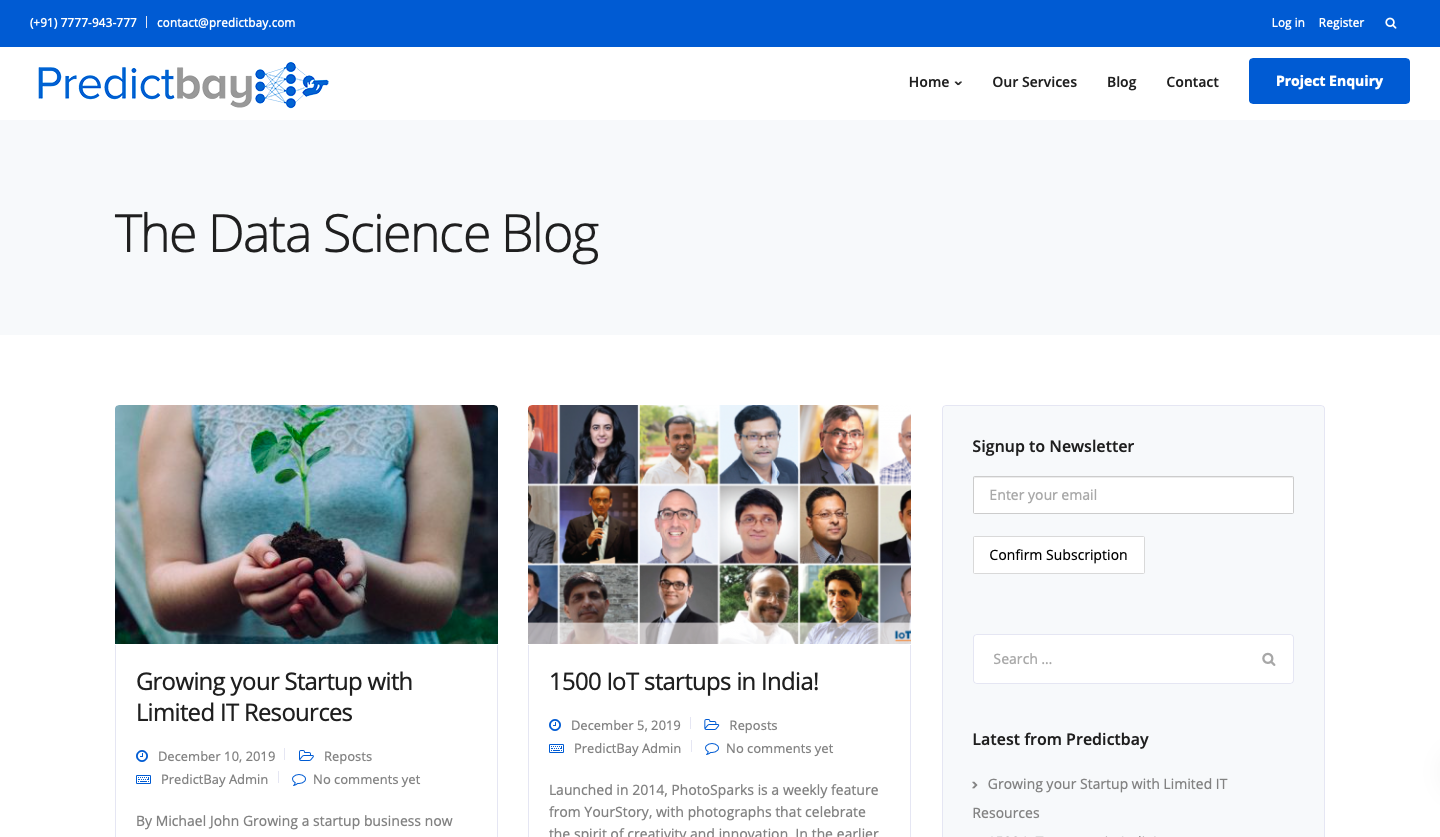 (+91) 7777-943-777
contact@predictbay.com
Log in
Register
Predictbay
Home
Our Services
Blog
Contact
Project Enquiry
The Data Science Blog
Growing your Startup with
Limited IT Resources
December 10, 2019
Reposts
PredictBay Admin
No comments yet
By Michael John Growing a startup business now
IoT
1500 IoT startups in India!
December 5, 2019
Reposts
PredictBay Admin
No comments yet
Launched in 2014, PhotoSparks is a weekly feature
from YourStory, with photographs that celebrate
the spirit of creativity and innovation. In the earlier
Signup to Newsletter
Enter your email
Confirm Subscription
Search ...
Latest from Predictbay
Growing your Startup with Limited IT
Resources